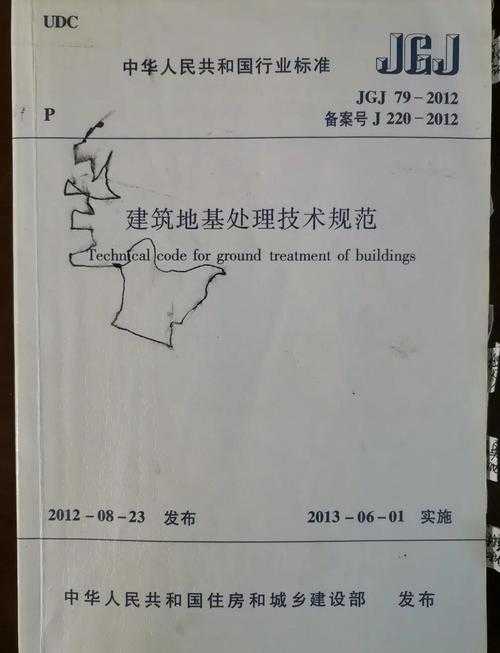 UDC
中华人民共和国行业标准
JGJ
JGJ 79-2012
P
备案号 J 220-2012
建筑地基处理技术规范
Technical code for ground treatment of buildings
2012-08-23 发布 2013-06-01 实施
中华人民共和国住房和城乡建设部 发布